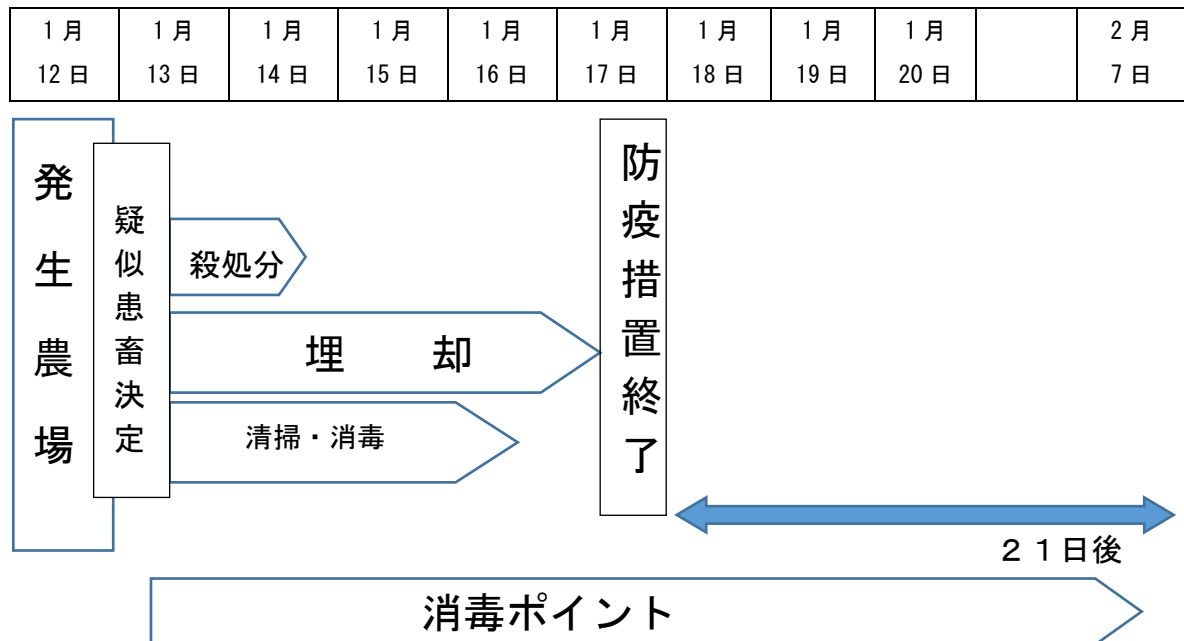 1月 1月 1月 1月 1月 1月 1月 1月 1月 2月
12日 13日 14日 15日 16日 17日 18日 19日 20日 7日
発生農場
疑似患畜決定
殺処分
埋 却
清掃・消毒
防疫措置終了
21日後
消毒ポイント